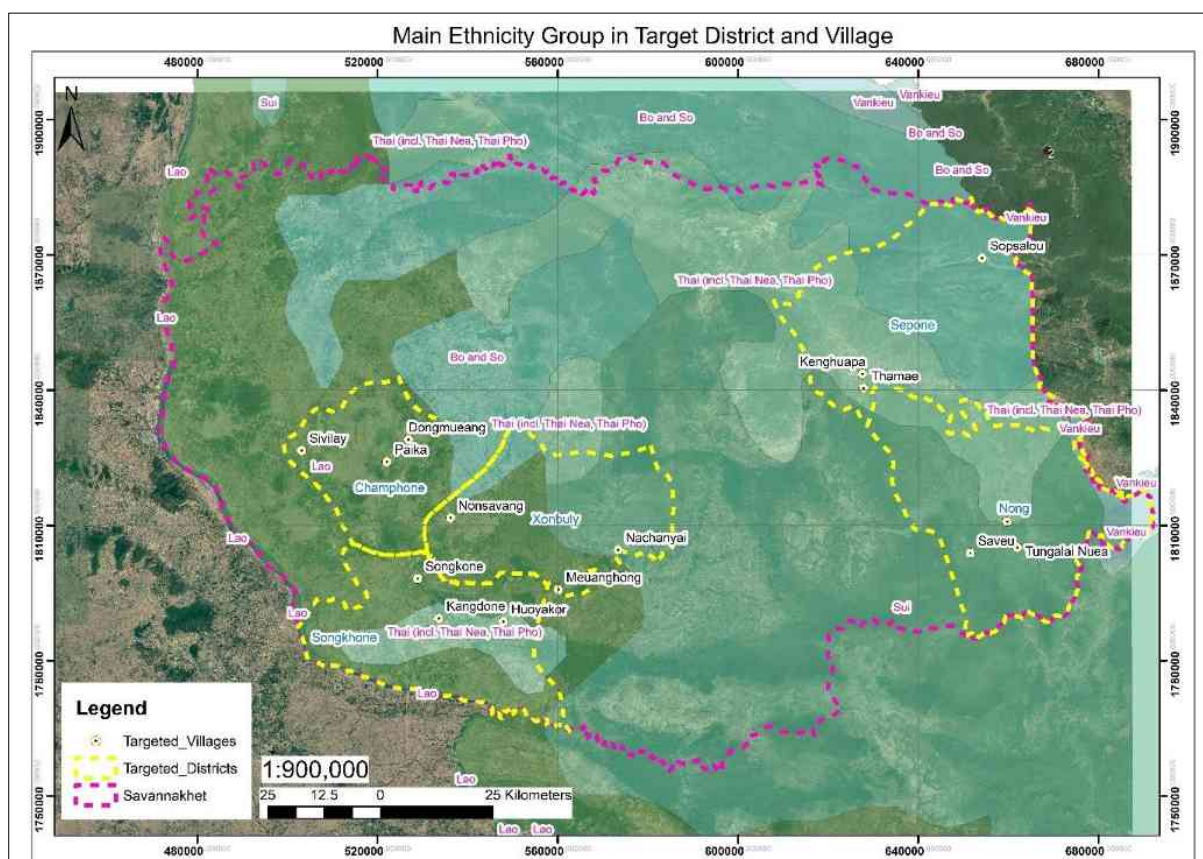 Main Ethnicity Group in Target District and Village
480000 520000 560000 600000 640000 680000
N
1900000
1870000
1840000
1810000
1780000
1750000
1900000
1870000
1840000
1810000
1780000
1750000
Sui
Vankieu
Vankieu
Bo and So
Bo and So
Thai (incl. Thai Nea, Thai Pho)
Lao
Bo and So
Vankieu
Sopsalou
Thai (incl. Thai Nea, Thai Pho)
Lao
Sepone
Bo and So
Kenghuapa
Thamae
Thai (incl. Thai Nea, Thai Pho)
Thai (incl. Thai Nea, Thai Pho)
Dongmueang
Vankieu
Sivilay
Paika
Lao
Champhone
Vankieu
Nonsavang
Xonbuly
Nong
Vankieu
Lao
Nachanyai
Saveu
Tungalai Nuea
Songkone
Meuanghong
Lao
Kangdone
Huoyakor
Sui
Songkhone
Thai (incl. Thai Nea, Thai Pho)
Lao
Lao
Lao Lao
Legend
Targeted_Villages
Targeted_Districts
Savannakhet
1:900,000
25 12.5 0 25 Kilometers
480000 520000 560000 600000 640000 680000